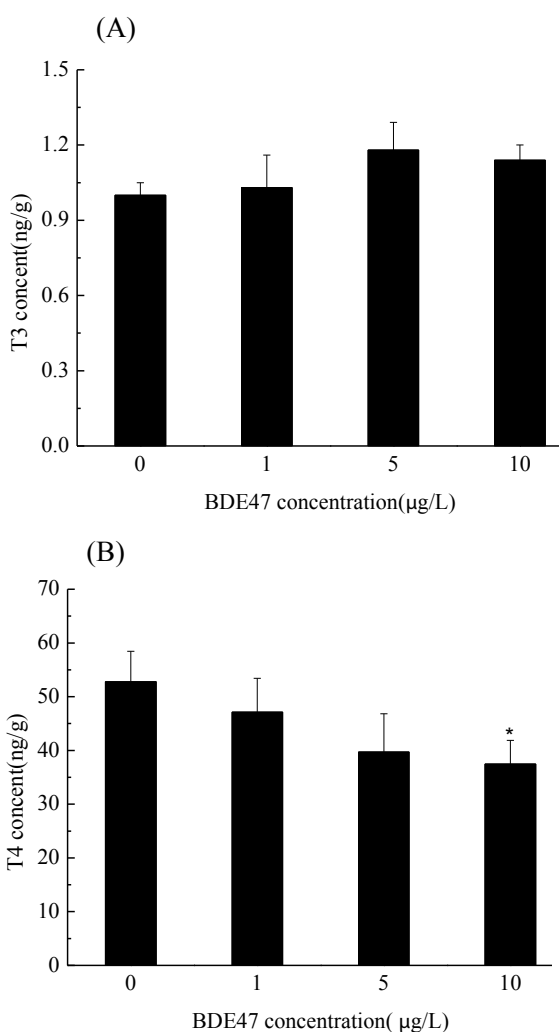 (A)
1.5
1.2
0.9
0.6
0.3
0.0
T3 concent(ng/g)
0 1 5 10
BDE47 concentration(μg/L)
(B)
70
60
50
40
30
20
10
0
T4 concent(ng/g)
*
0 1 5 10
BDE47 concentration( μg/L)